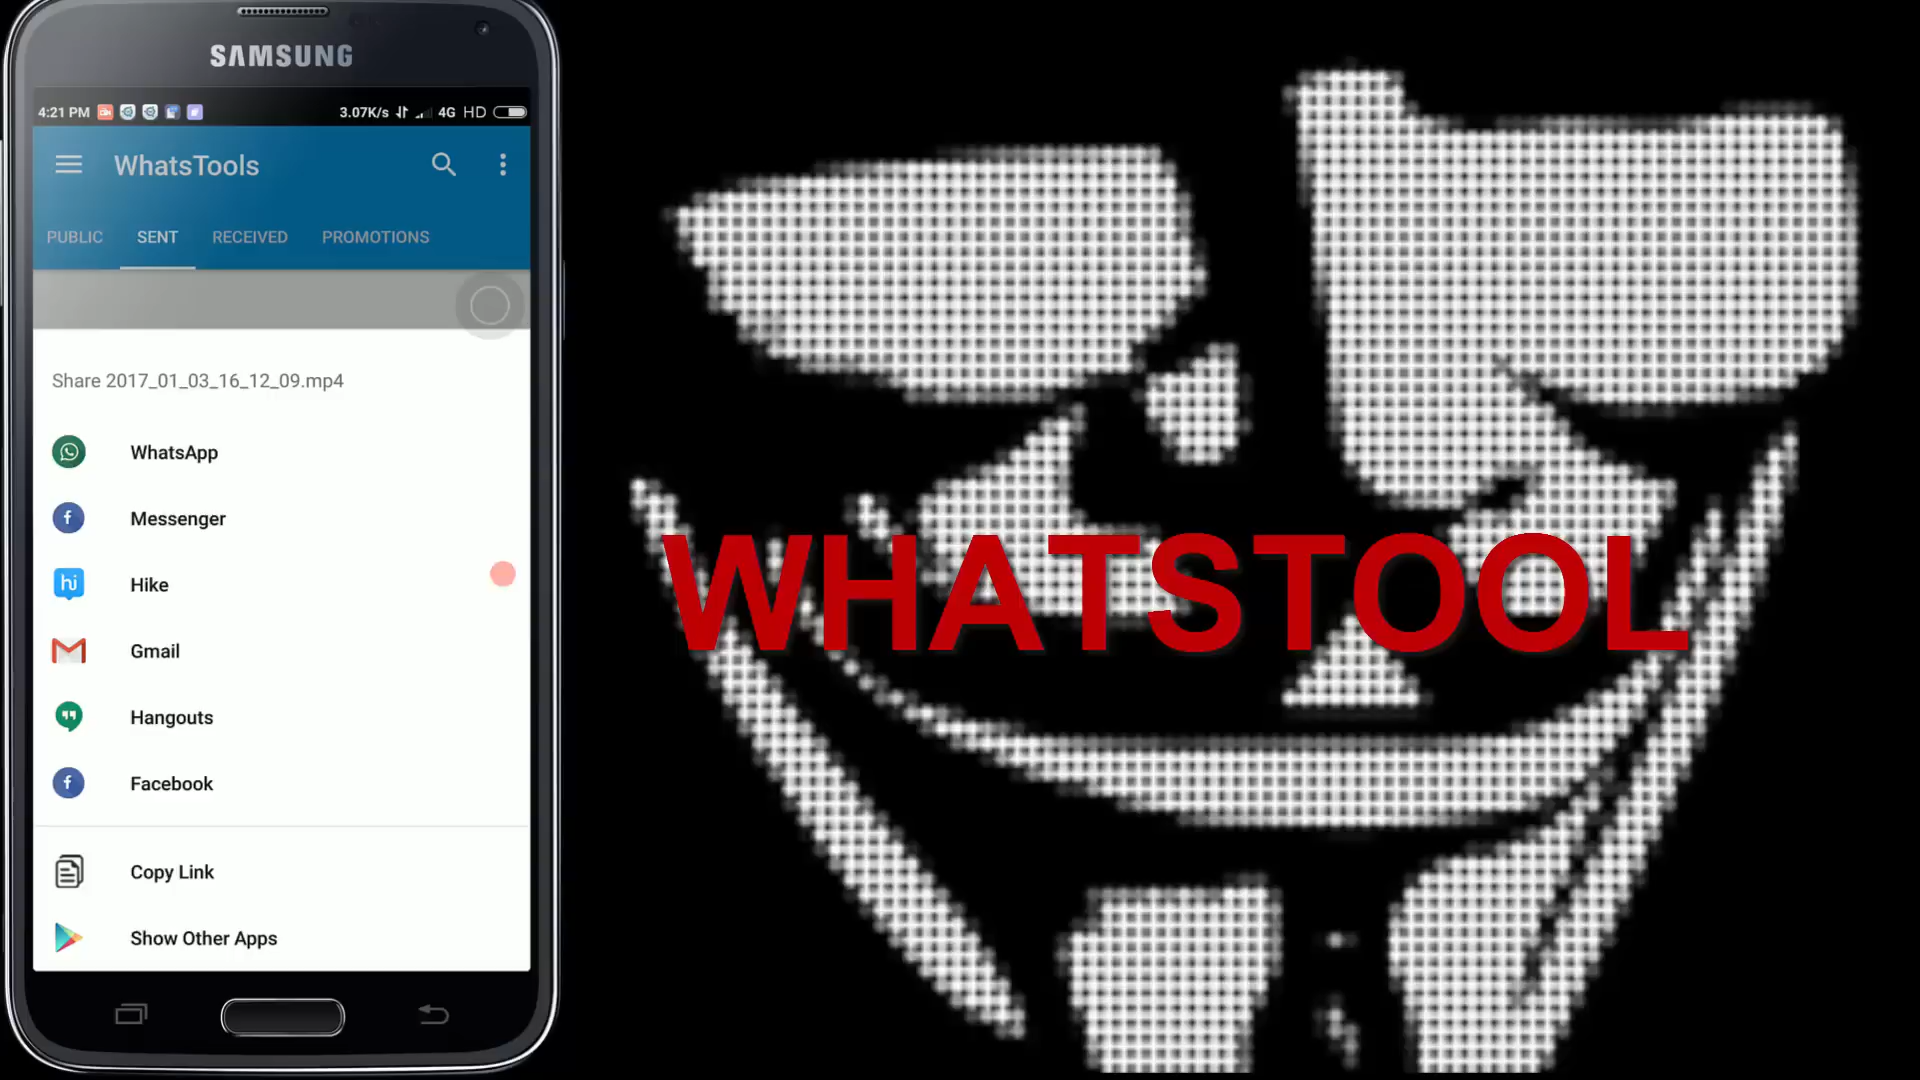 SAMSUNG
4:21 PM 3.07K/s 4G HD
WhatsTools
PUBLIC SENT RECEIVED PROMOTIONS
Share 2017_01_03_16_12_09.mp4
WhatsApp
Messenger
hi Hike
Gmail
Hangouts
Facebook
Copy Link
Show Other Apps
WHATSTOOL